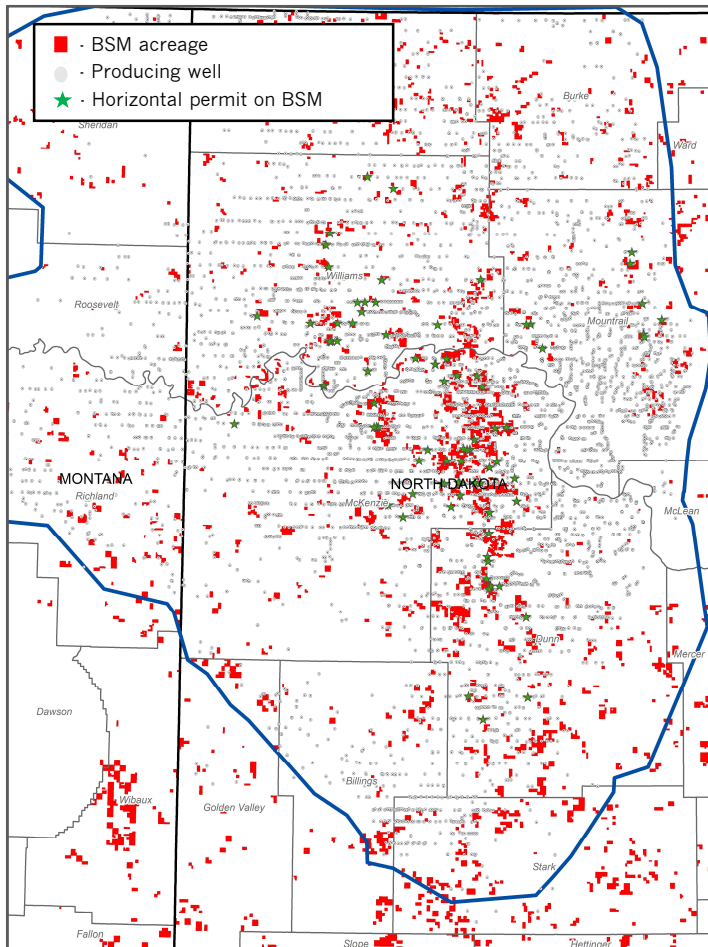 - BSM acreage
- Producing well
- Horizontal permit on BSM
Sheridan
Burke
Ward
Williams
Roosevelt
Mountrail
MONTANA
Richland
NORTH DAKOTA
McKenzie
McLean
Dunn
Mercer
Dawson
Wibaux
Golden Valley
Billings
Stark
Fallon
Slope
Hettinger